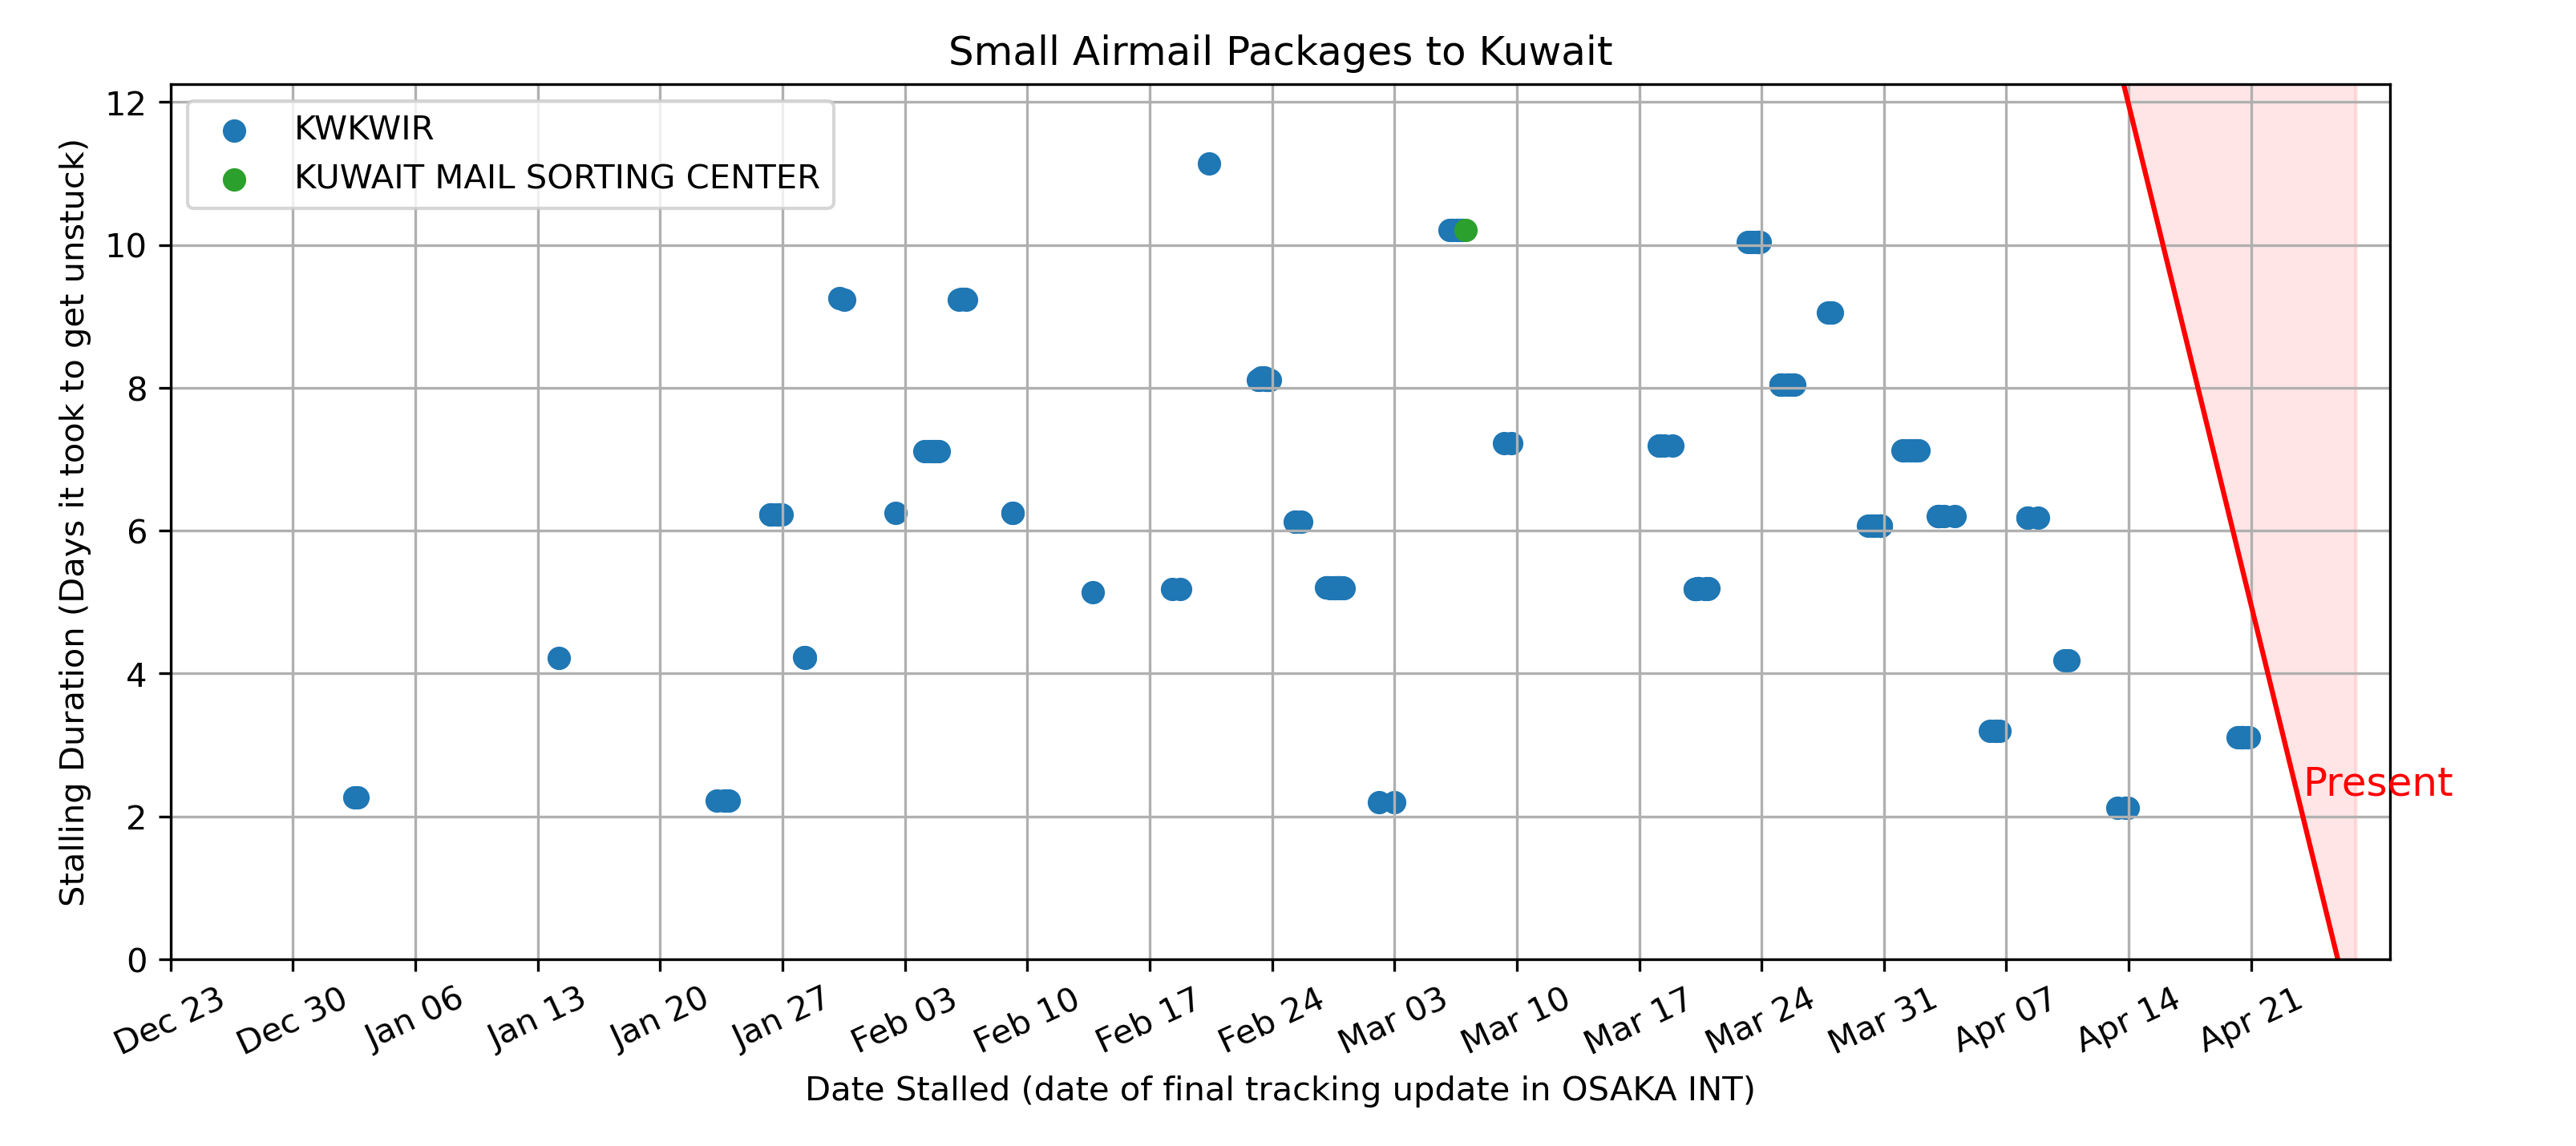 Small Airmail Packages to Kuwait
KWKWIR
KUWAIT MAIL SORTING CENTER
Stalling Duration (Days it took to get unstuck)
12
10
8
6
4
2
0
Present
Dec 23
Dec 30
Jan 06
Jan 13
Jan 20
Jan 27
Feb 03
Feb 10
Feb 17
Feb 24
Mar 03
Mar 10
Mar 17
Mar 24
Mar 31
Apr 07
Apr 14
Apr 21
Date Stalled (date of final tracking update in OSAKA INT)